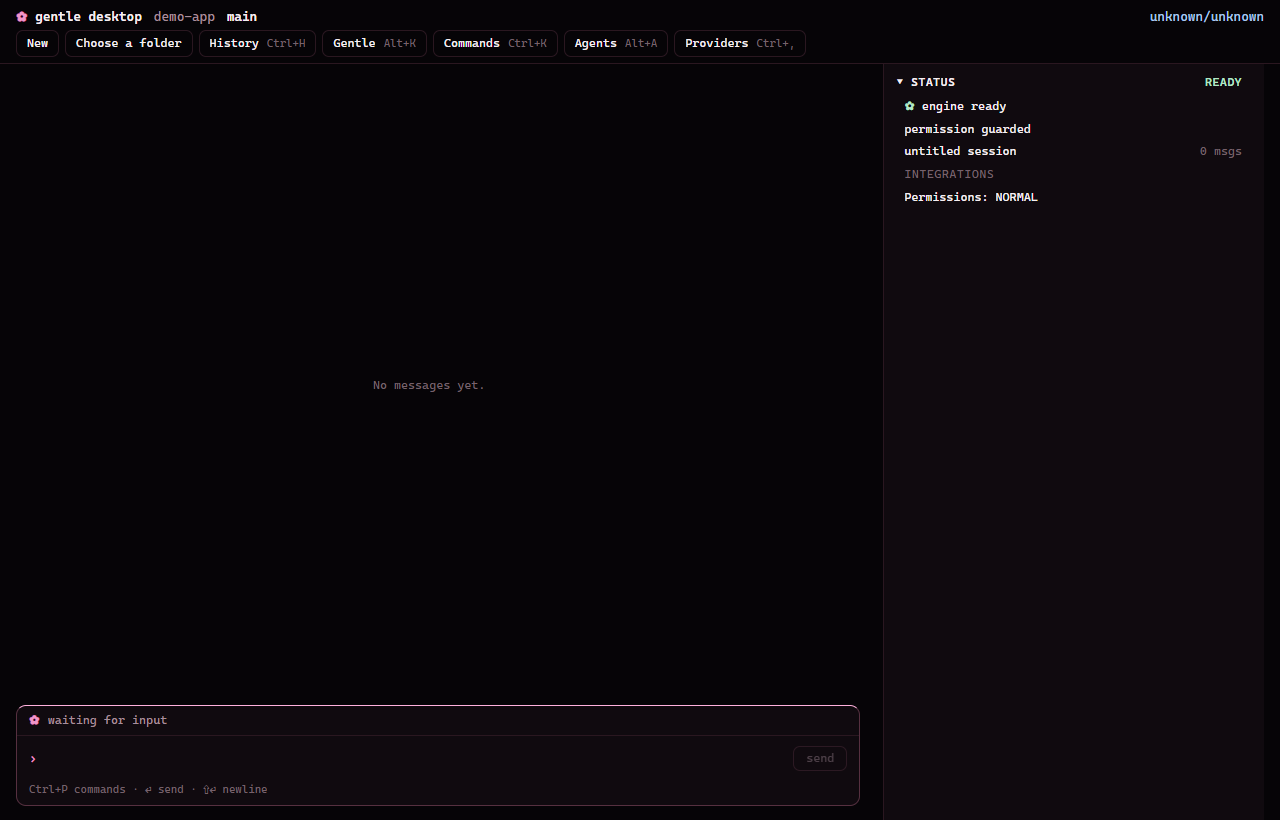 ✿ gentle desktop demo-app main
unknown/unknown
New
Choose a folder
History Ctrl+H
Gentle Alt+K
Commands Ctrl+K
Agents Alt+A
Providers Ctrl+,
▾ STATUS READY
✿ engine ready
permission guarded
untitled session 0 msgs
INTEGRATIONS
Permissions: NORMAL
No messages yet.
✿ waiting for input
› send
Ctrl+P commands · ↵ send · ⇧↵ newline